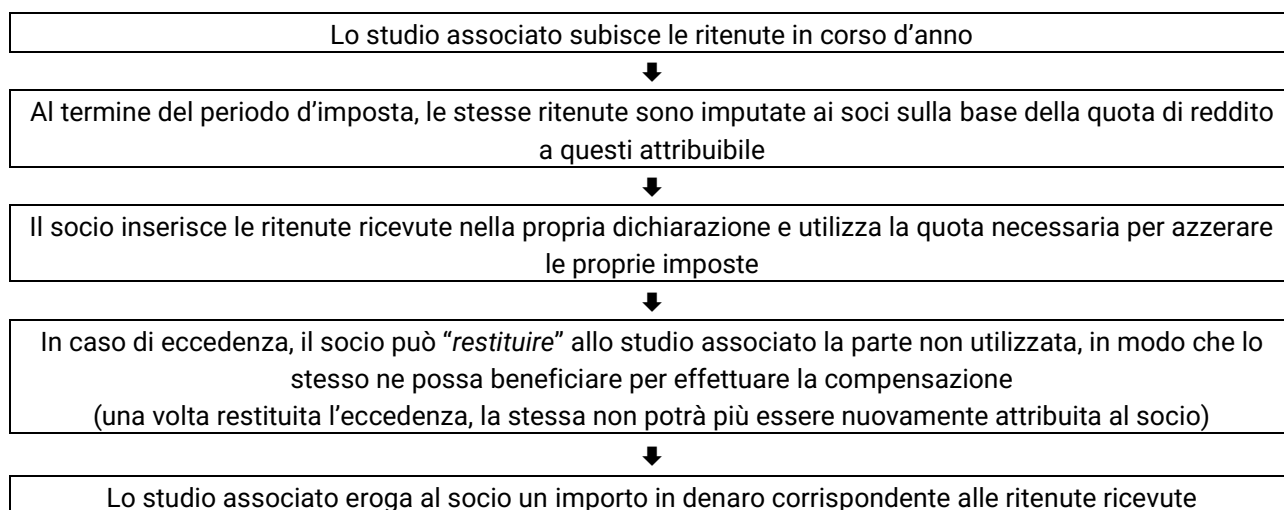 Lo studio associato subisce le ritenute in corso d’anno
Al termine del periodo d’imposta, le stesse ritenute sono imputate ai soci sulla base della quota di reddito
a questi attribuibile
Il socio inserisce le ritenute ricevute nella propria dichiarazione e utilizza la quota necessaria per azzerare
le proprie imposte
In caso di eccedenza, il socio può “restituire” allo studio associato la parte non utilizzata, in modo che lo
stesso ne possa beneficiare per effettuare la compensazione
(una volta restituita l’eccedenza, la stessa non potrà più essere nuovamente attribuita al socio)
Lo studio associato eroga al socio un importo in denaro corrispondente alle ritenute ricevute